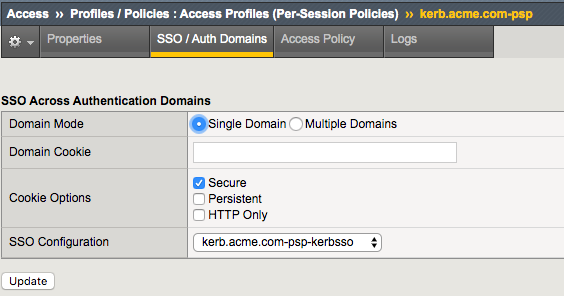 Access ›› Profiles / Policies : Access Profiles (Per-Session Policies) ›› kerb.acme.com-psp
Properties SSO / Auth Domains Access Policy Logs
SSO Across Authentication Domains
Domain Mode Single Domain Multiple Domains
Domain Cookie
Cookie Options
Secure
Persistent
HTTP Only
SSO Configuration kerb.acme.com-psp-kerbsso
Update